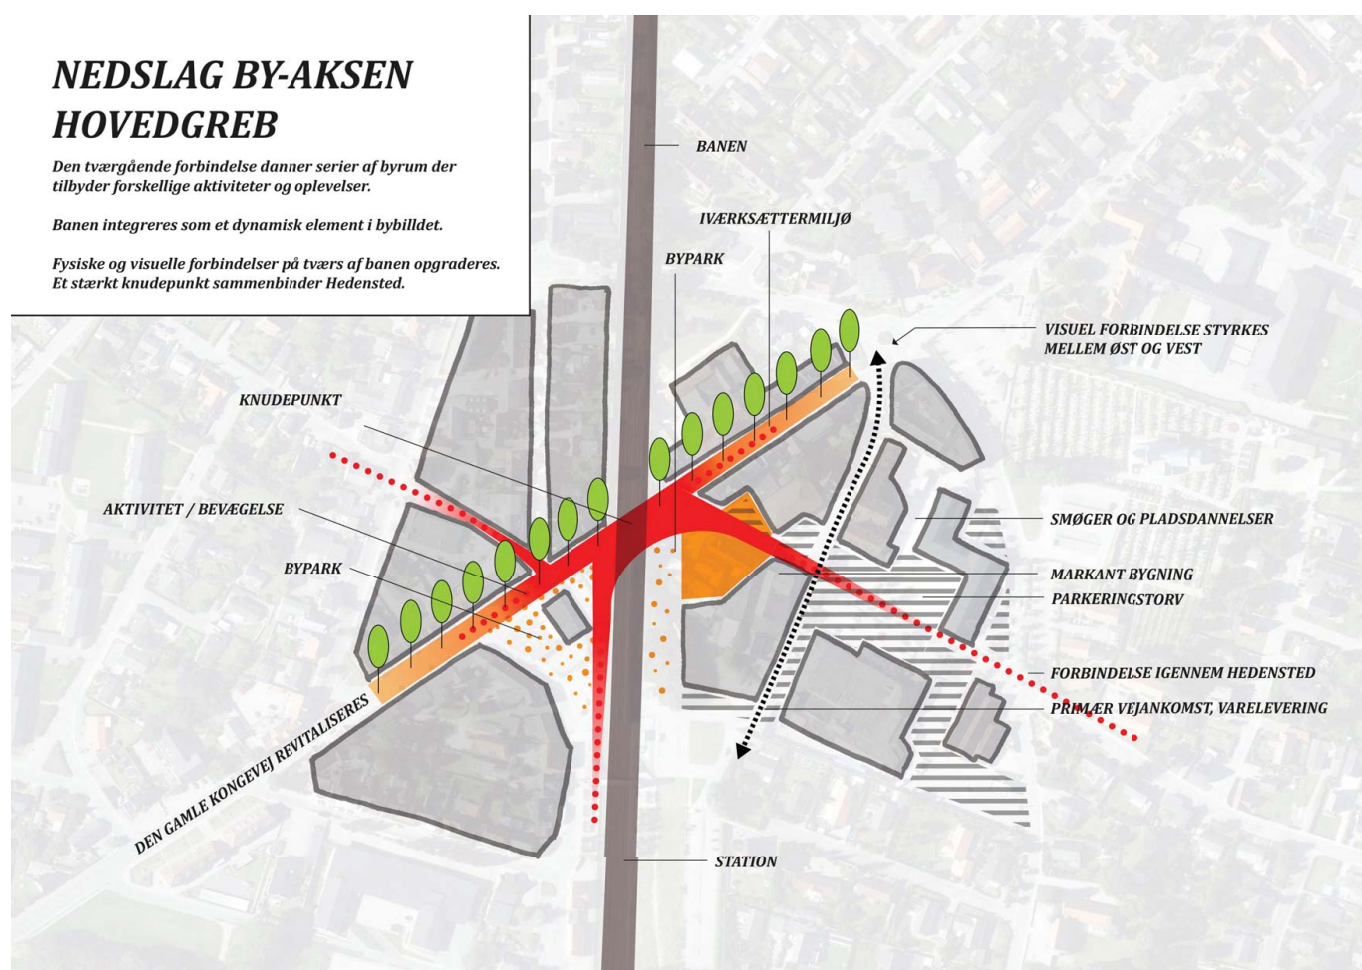 NEDSLAG BY-AKSEN
HOVEDGREB
Den tværgående forbindelse danner serier af byrum der
tilbyder forskellige aktiviteter og oplevelser.
Banen integreres som et dynamisk element i bybilldet.
Fysiske og visuelle forbindelser på tværs af banen opgraderes.
Et stærkt knudepunkt sammenbinder Hedensted.
BANEN
IVÆRKSÆTTERMILJØ
BYPARK
VISUEL FORBINDELSE STYRKES
MELLEM ØST OG VEST
KNUDEPUNKT
AKTIVITET / BEVÆGELSE
BYPARK
SMØGER OG PLADSDANNELSER
MARKANT BYGNING
PARKERINGSTORV
FORBINDELSE IGENNEM HEDENSTED
PRIMÆR VEJANKOMST, VARELEVERING
DEN GAMLE KONGEVEJ REVITALISERES
STATION